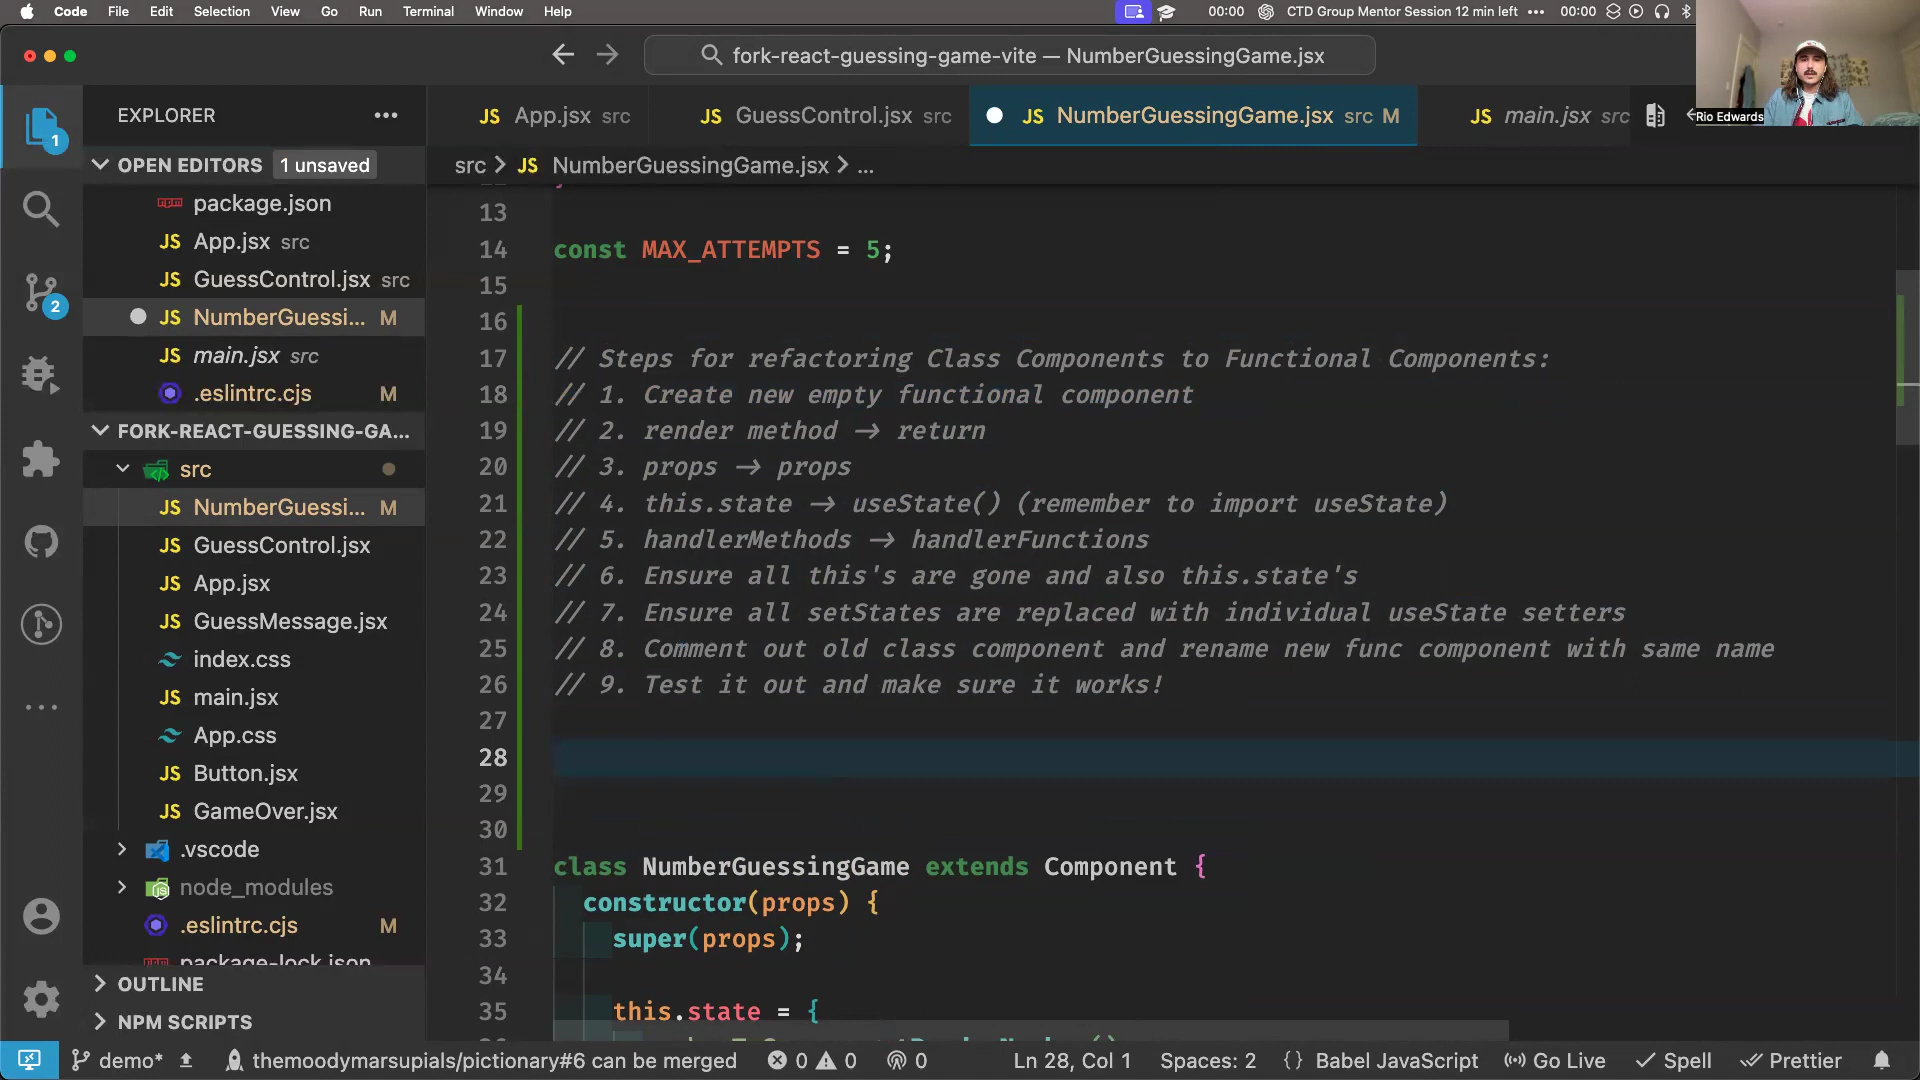 Code File Edit Selection View Go Run Terminal Window Help 00:00 CTD Group Mentor Session 12 min left ••• 00:00
fork-react-guessing-game-vite — NumberGuessingGame.jsx
Rio Edwards
EXPLORER
JS App.jsx src JS GuessControl.jsx src JS NumberGuessingGame.jsx src M JS main.jsx src
OPEN EDITORS 1 unsaved
src > JS NumberGuessingGame.jsx > ...
package.json
JS App.jsx src
JS GuessControl.jsx src
JS NumberGuessi... M
JS main.jsx src
.eslintrc.cjs M
FORK-REACT-GUESSING-GA...
src
JS NumberGuessi... M
JS GuessControl.jsx
JS App.jsx
JS GuessMessage.jsx
index.css
JS main.jsx
App.css
JS Button.jsx
JS GameOver.jsx
.vscode
node_modules
.eslintrc.cjs M
package-lock.json
OUTLINE
NPM SCRIPTS
1
2
13
14 const MAX_ATTEMPTS = 5;
15
16
17 // Steps for refactoring Class Components to Functional Components:
18 // 1. Create new empty functional component
19 // 2. render method → return
20 // 3. props → props
21 // 4. this.state → useState() (remember to import useState)
22 // 5. handlerMethods → handlerFunctions
23 // 6. Ensure all this's are gone and also this.state's
24 // 7. Ensure all setStates are replaced with individual useState setters
25 // 8. Comment out old class component and rename new func component with same name
26 // 9. Test it out and make sure it works!
27
28
29
30
31 class NumberGuessingGame extends Component {
32 constructor(props) {
33 super(props);
34
35 this.state = {
demo* themoodymarsupials/pictionary#6 can be merged 0 0 0 Ln 28, Col 1 Spaces: 2 {} Babel JavaScript Go Live Spell Prettier